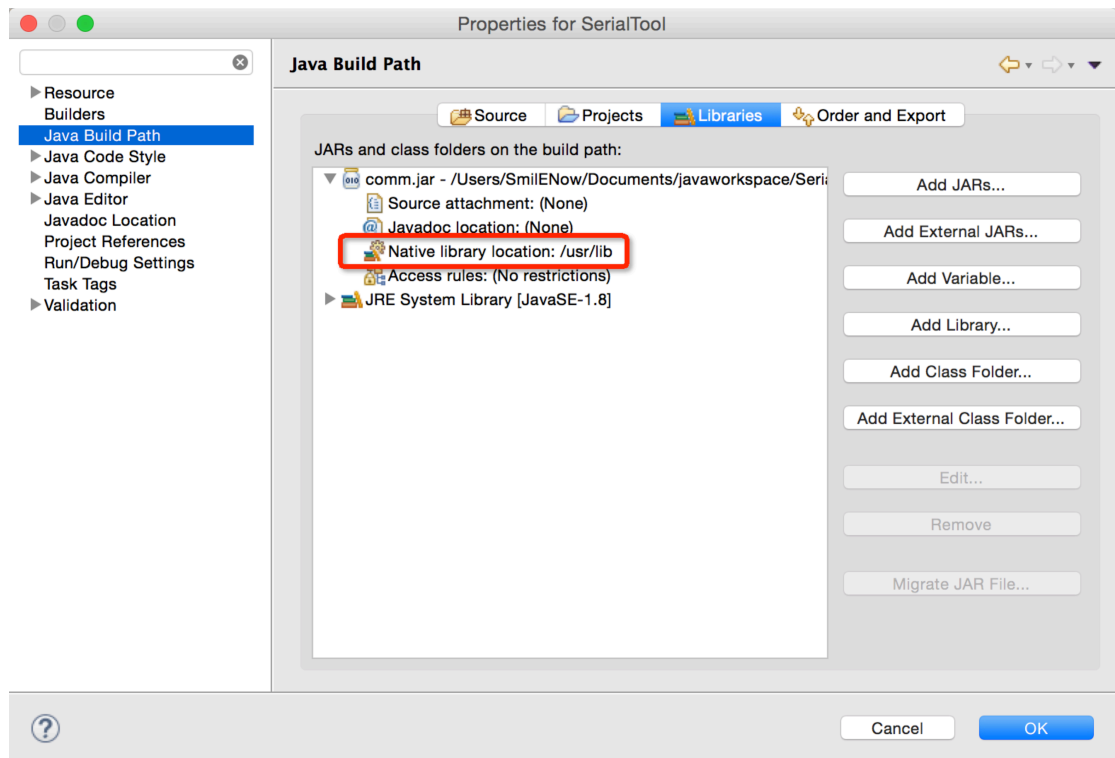 Properties for SerialTool
Java Build Path
Resource
Builders
Java Build Path
Java Code Style
Java Compiler
Java Editor
Javadoc Location
Project References
Run/Debug Settings
Task Tags
Validation
Source
Projects
Libraries
Order and Export
JARs and class folders on the build path:
comm.jar - /Users/SmilENow/Documents/javaworkspace/Seri
Source attachment: (None)
Javadoc location: (None)
Native library location: /usr/lib
Access rules: (No restrictions)
JRE System Library [JavaSE-1.8]
Add JARs...
Add External JARs...
Add Variable...
Add Library...
Add Class Folder...
Add External Class Folder...
Edit...
Remove
Migrate JAR File...
Cancel
OK